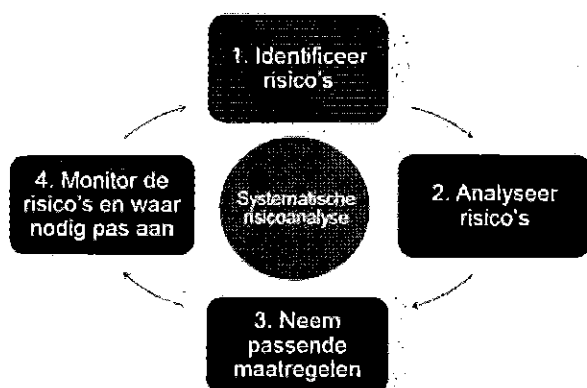 1. Identificeer
risico's
2. Analyseer
risico's
3. Neem
passende
maatregelen
4. Monitor de
risico's en waar
nodig pas aan
Systematische
risicoanalyse